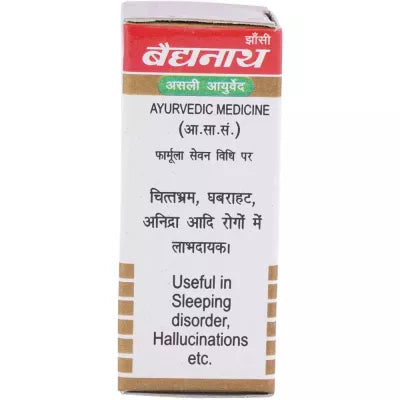 झाँसी
बैद्यनाथ
असली आयुर्वेद
AYURVEDIC MEDICINE
(आ.सा.सं.)
फार्मूला सेवन विधि पर
चित्तभ्रम, घबराहट,
अनिद्रा आदि रोगों में
लाभदायक।
Useful in
Sleeping
disorder,
Hallucinations
etc.